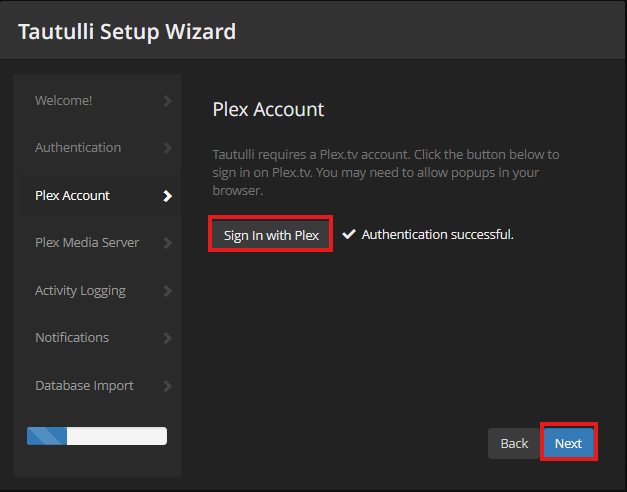 Tautulli Setup Wizard
Welcome!
Authentication
Plex Account
Plex Media Server
Activity Logging
Notifications
Database Import
Plex Account
Tautulli requires a Plex.tv account. Click the button below to
sign in on Plex.tv. You may need to allow popups in your
browser.
Sign In with Plex
Authentication successful.
Back
Next